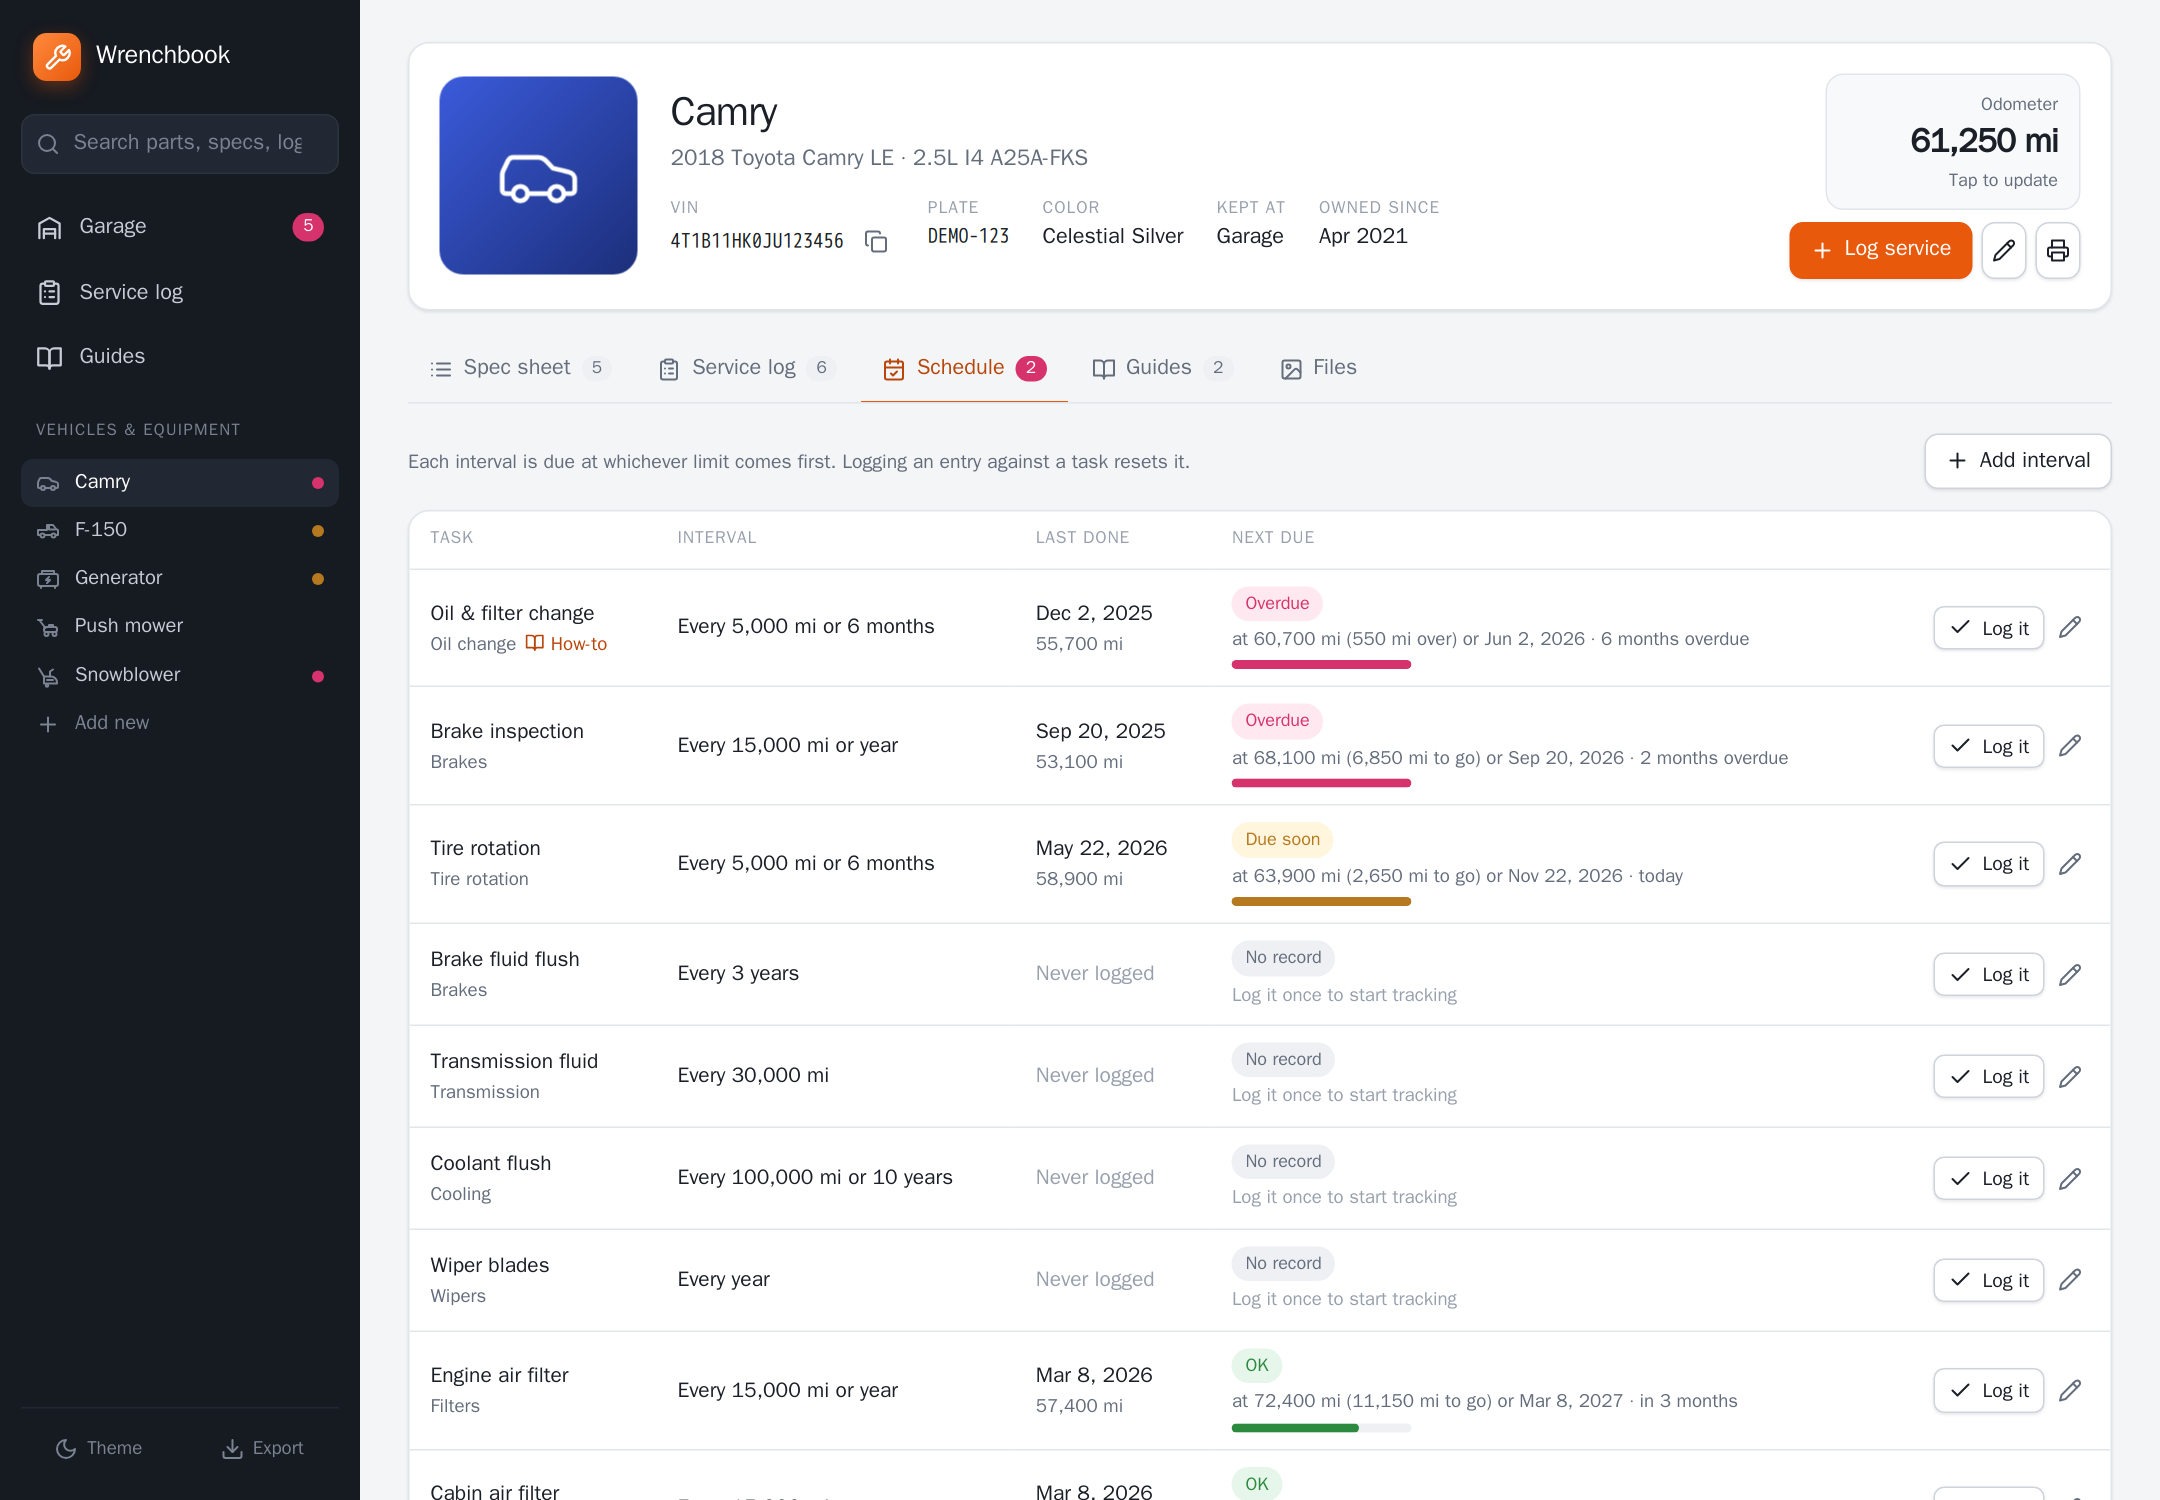 Wrenchbook
Search parts, specs, log
Garage 5
Service log
Guides
VEHICLES & EQUIPMENT
Camry
F-150
Generator
Push mower
Snowblower
Add new
Theme
Export
Camry
2018 Toyota Camry LE · 2.5L I4 A25A-FKS
VIN
4T1B11HK0JU123456
PLATE
DEMO-123
COLOR
Celestial Silver
KEPT AT
Garage
OWNED SINCE
Apr 2021
Odometer
61,250 mi
Tap to update
Log service
Spec sheet 5
Service log 6
Schedule 2
Guides 2
Files
Each interval is due at whichever limit comes first. Logging an entry against a task resets it.
Add interval
TASK INTERVAL LAST DONE NEXT DUE
Oil & filter change
Oil change How-to
Every 5,000 mi or 6 months
Dec 2, 2025
55,700 mi
Overdue
at 60,700 mi (550 mi over) or Jun 2, 2026 · 6 months overdue
Log it
Brake inspection
Brakes
Every 15,000 mi or year
Sep 20, 2025
53,100 mi
Overdue
at 68,100 mi (6,850 mi to go) or Sep 20, 2026 · 2 months overdue
Log it
Tire rotation
Tire rotation
Every 5,000 mi or 6 months
May 22, 2026
58,900 mi
Due soon
at 63,900 mi (2,650 mi to go) or Nov 22, 2026 · today
Log it
Brake fluid flush
Brakes
Every 3 years
Never logged
No record
Log it once to start tracking
Log it
Transmission fluid
Transmission
Every 30,000 mi
Never logged
No record
Log it once to start tracking
Log it
Coolant flush
Cooling
Every 100,000 mi or 10 years
Never logged
No record
Log it once to start tracking
Log it
Wiper blades
Wipers
Every year
Never logged
No record
Log it once to start tracking
Log it
Engine air filter
Filters
Every 15,000 mi or year
Mar 8, 2026
57,400 mi
OK
at 72,400 mi (11,150 mi to go) or Mar 8, 2027 · in 3 months
Log it
Cabin air filter
Mar 8, 2026
OK